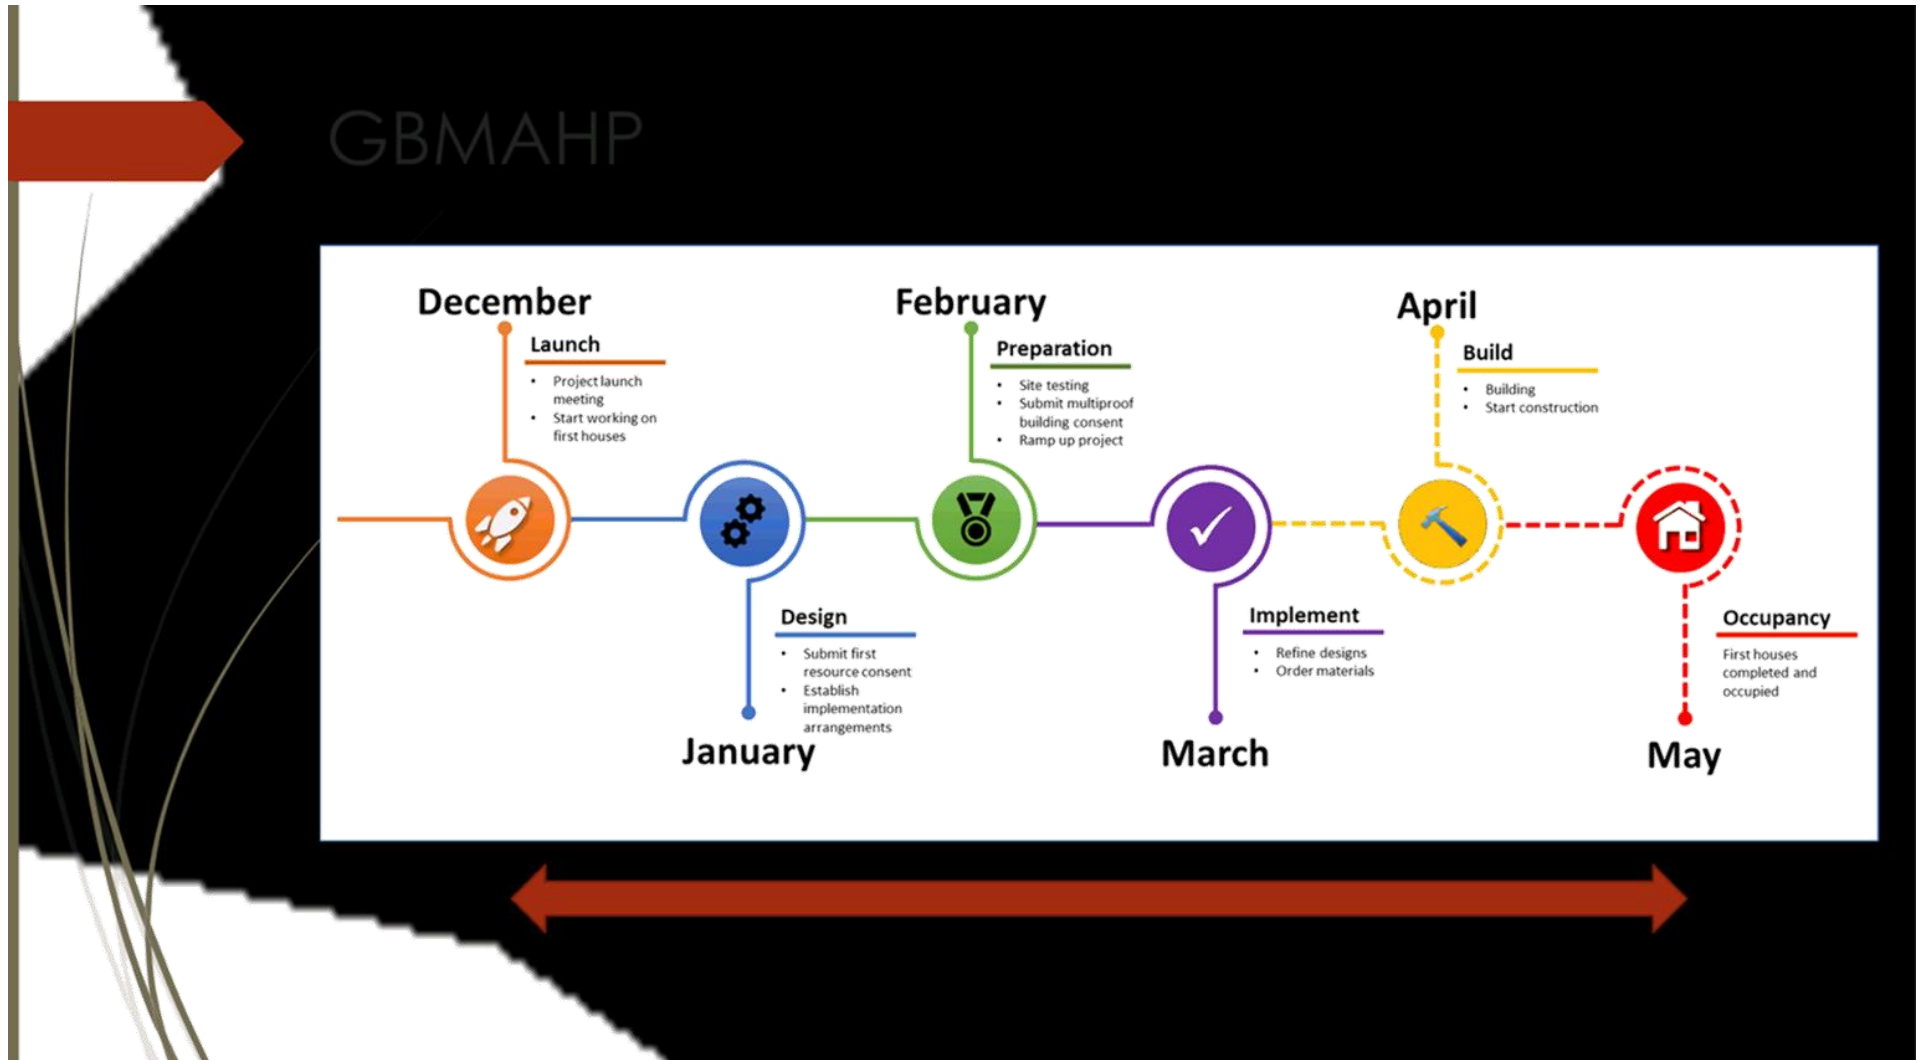 GBMAHP
December
Launch
• Project launch
meeting
• Start working on
first houses
January
Design
• Submit first
resource consent
• Establish
implementation
arrangements
February
Preparation
• Site testing
• Submit multiproof
building consent
• Ramp up project
March
Implement
• Refine designs
• Order materials
April
Build
• Building
• Start construction
May
Occupancy
First houses
completed and
occupied